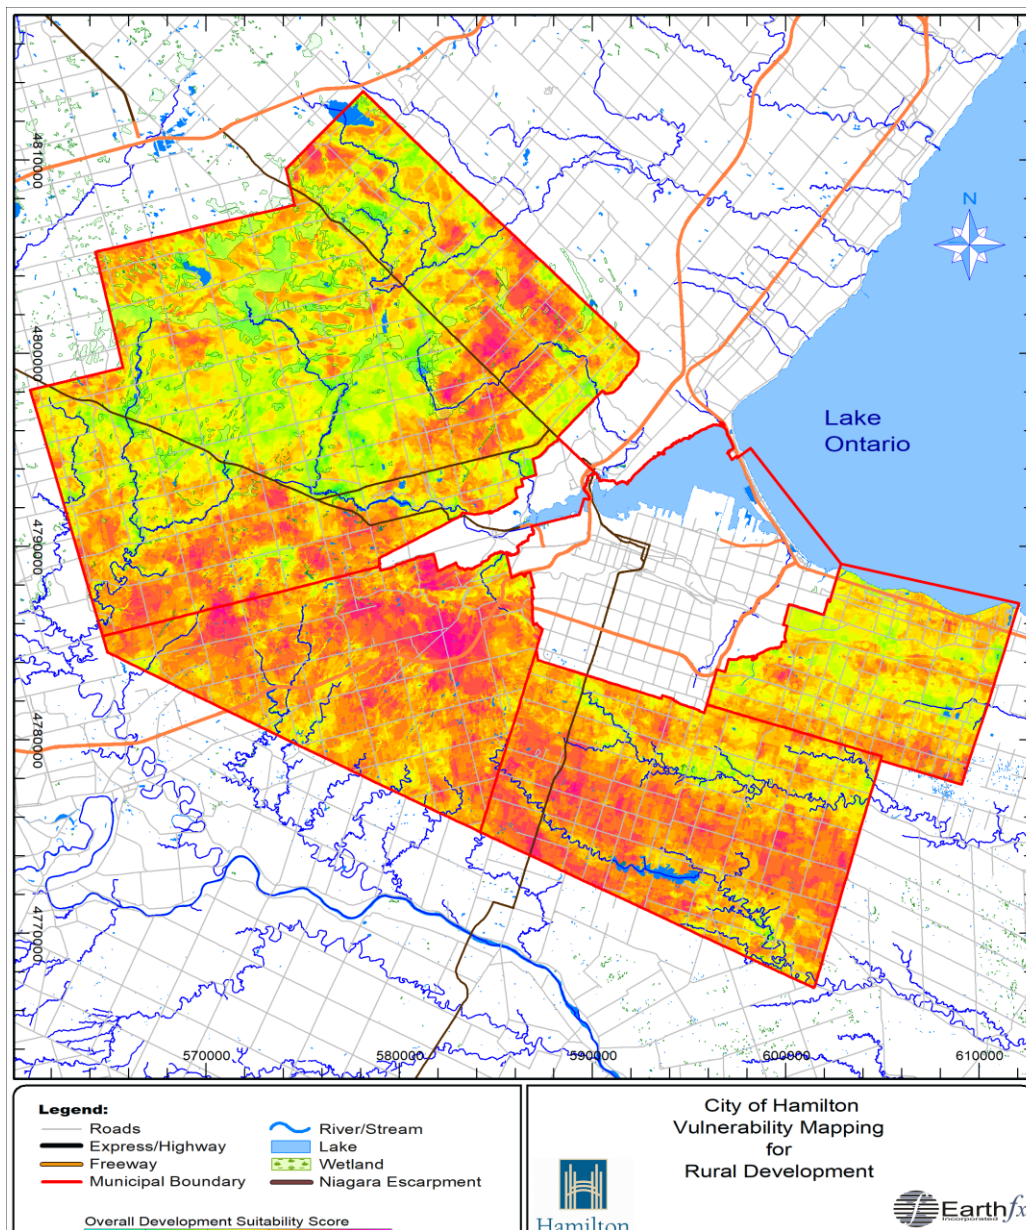 4810000
N
4800000
Lake
Ontario
4790000
4780000
4770000
570000
580000
590000
600000
610000
Legend:
Roads
Express/Highway
Freeway
Municipal Boundary
River/Stream
Lake
Wetland
Niagara Escarpment
Overall Development Suitability Score
City of Hamilton
Vulnerability Mapping
for
Rural Development
Hamilton
Earthfx
Incorporated